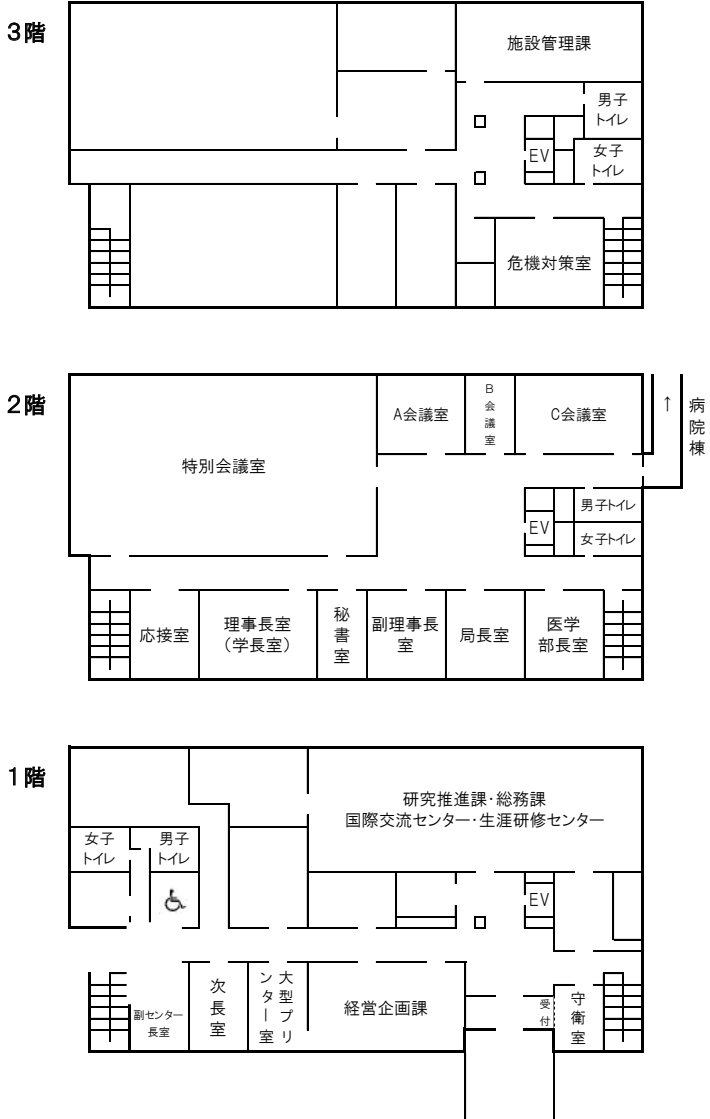 3階
施設管理課
男子
トイレ
EV
女子
トイレ
危機対策室
2階
A会議室
B
会
議
室
C会議室
↑
病
院
棟
特別会議室
男子トイレ
EV
女子トイレ
応接室
理事長室
(学長室)
秘
書
室
副理事長
室
局長室
医学
部長室
1階
研究推進課・総務課
国際交流センター・生涯研修センター
女子
トイレ
男子
トイレ
EV
副センター
長室
次
長
室
大型プリ
ンター室
経営企画課
受
付
守
衛
室